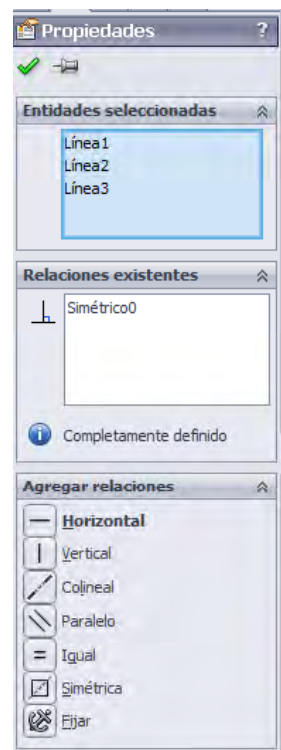 Propiedades ?
Entidades seleccionadas
Línea1
Línea2
Línea3
Relaciones existentes
Simétrico0
Completamente definido
Agregar relaciones
Horizontal
Vertical
Colineal
Paralelo
Igual
Simétrica
Fijar